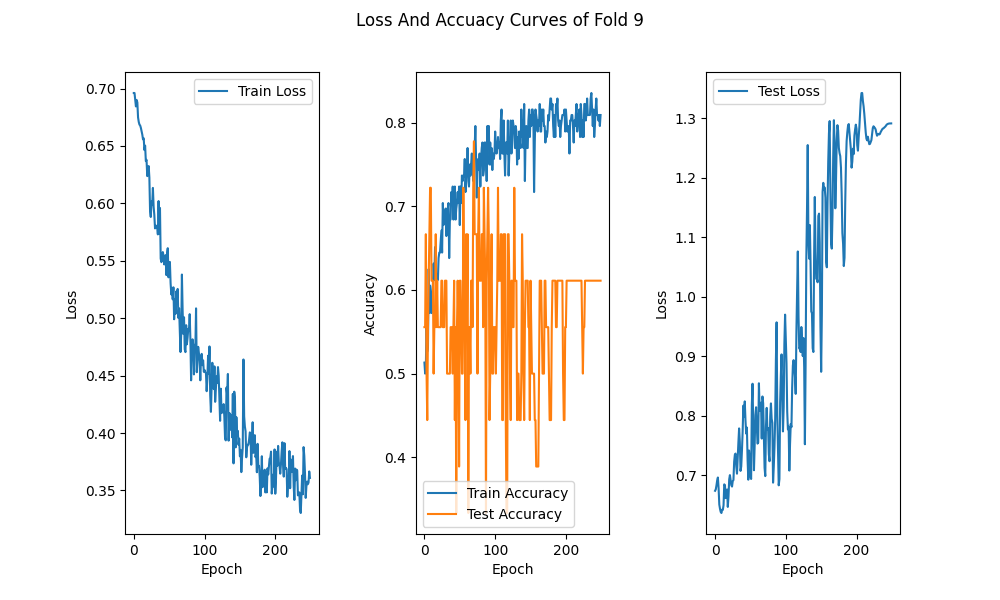 Loss And Accuacy Curves of Fold 9
Train Loss
0.70
0.65
0.60
0.55
0.50
0.45
0.40
0.35
Loss
0 100 200
Epoch
0.8
0.7
0.6
0.5
0.4
Accuracy
Train Accuracy
Test Accuracy
0 100 200
Epoch
Test Loss
1.3
1.2
1.1
1.0
0.9
0.8
0.7
Loss
0 100 200
Epoch